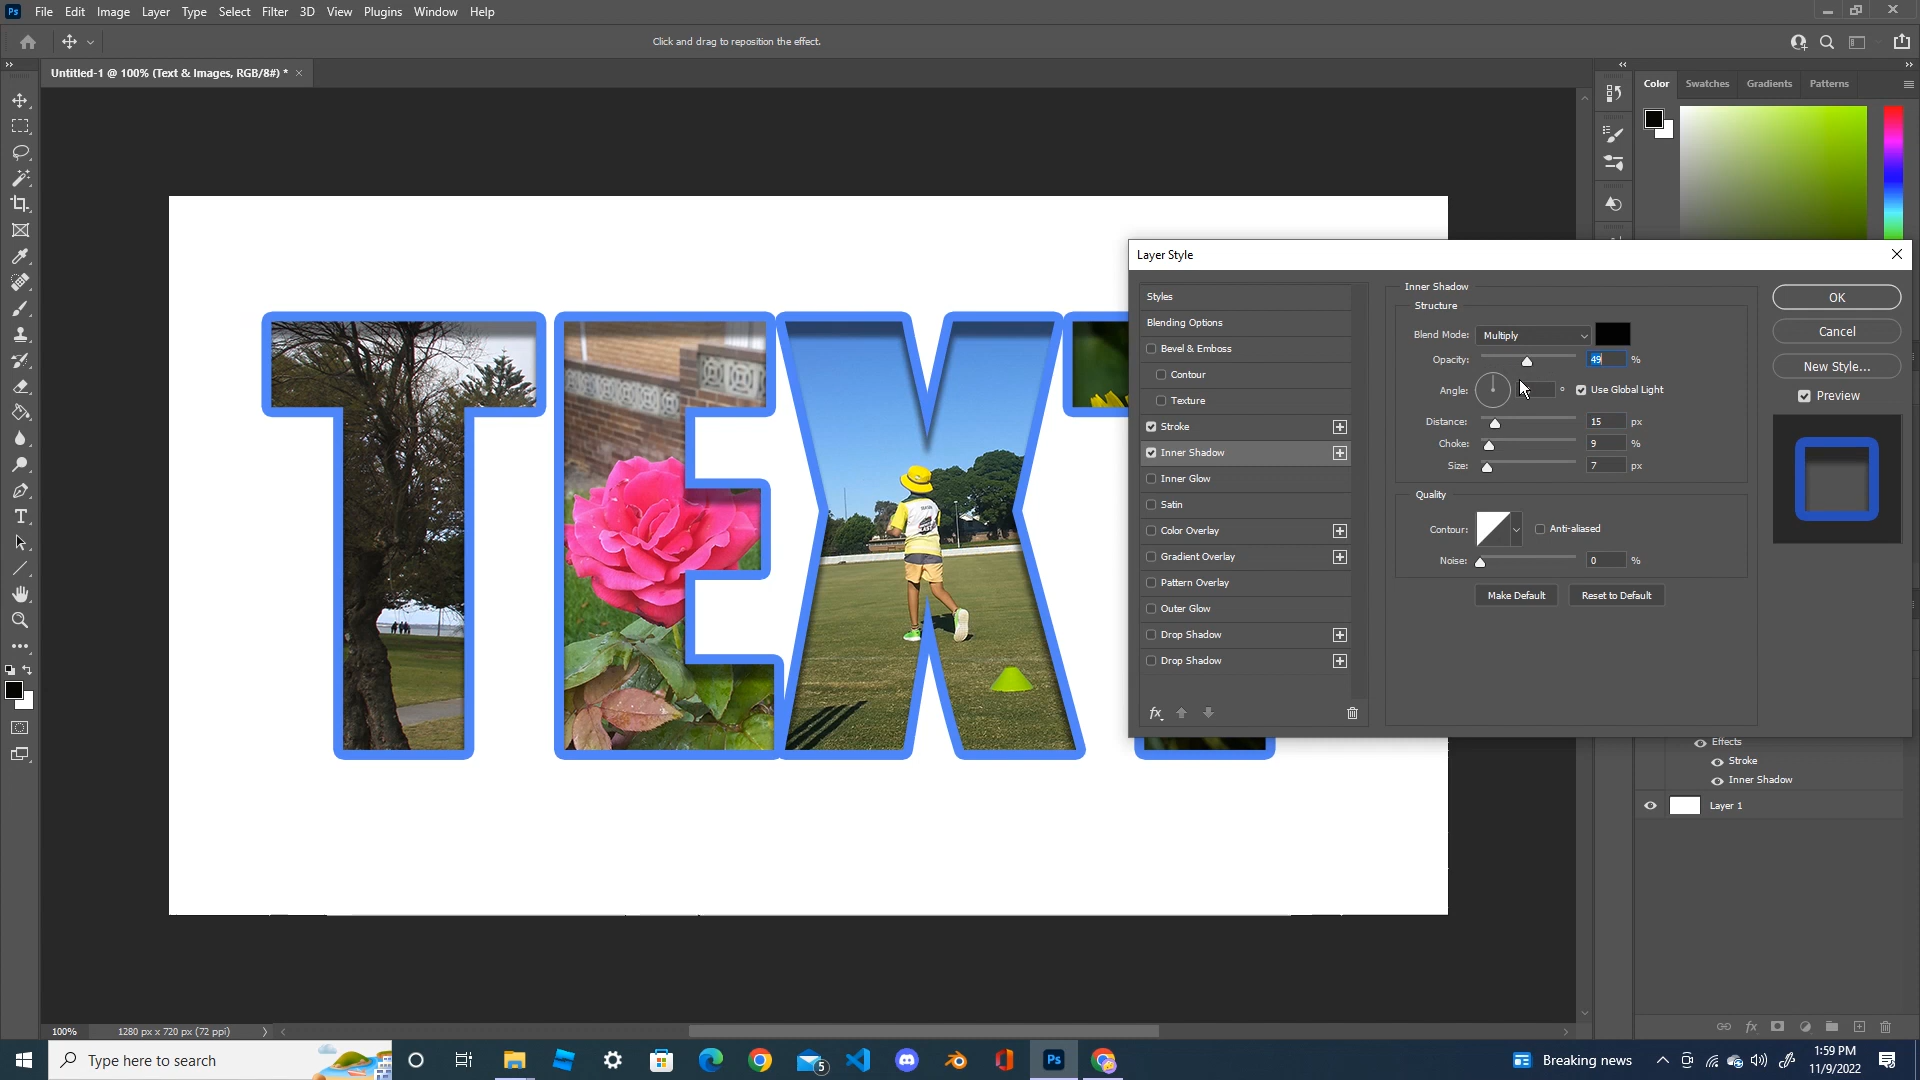 Ps File Edit Image Layer Type Select Filter 3D View Plugins Window Help
Click and drag to reposition the effect.
Untitled-1 @ 100% (Text & Images, RGB/8#) *
Color Swatches Gradients Patterns
TEXT
Layer Style
Styles
Blending Options
Bevel & Emboss
Contour
Texture
Stroke
Inner Shadow
Inner Glow
Satin
Color Overlay
Gradient Overlay
Pattern Overlay
Outer Glow
Drop Shadow
Drop Shadow
fx
Inner Shadow
Structure
Blend Mode: Multiply
Opacity: 49 %
Angle: ° Use Global Light
Distance: 15 px
Choke: 9 %
Size: 7 px
Quality
Contour: Anti-aliased
Noise: 0 %
Make Default Reset to Default
OK
Cancel
New Style...
Preview
Effects
Stroke
Inner Shadow
Layer 1
fx
100% 1280 px x 720 px (72 ppi)
Type here to search
5
Ps
Breaking news
1:59 PM
11/9/2022